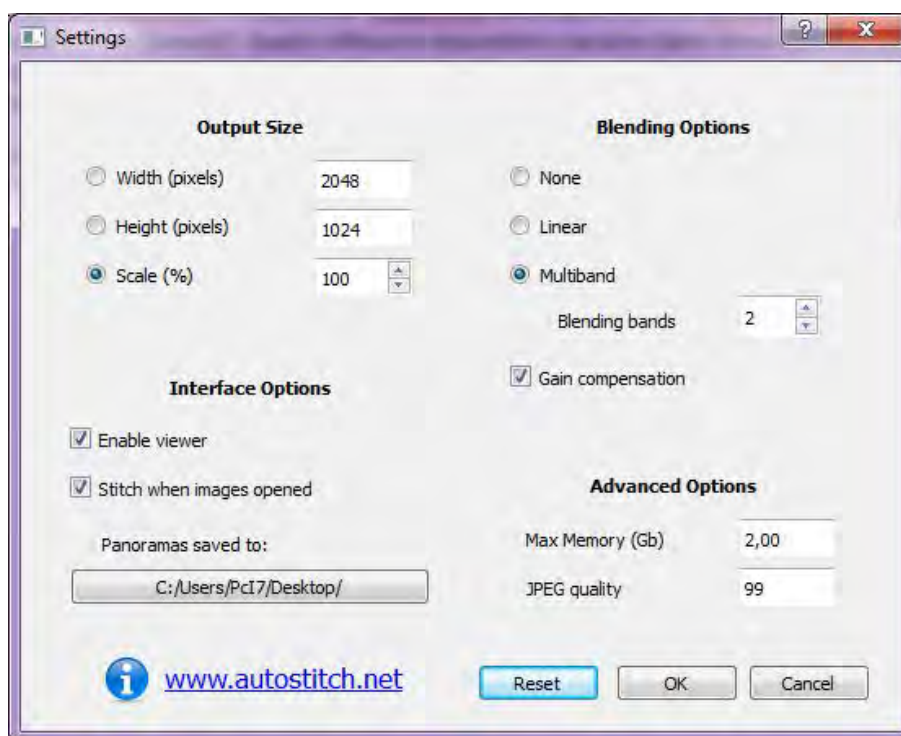 Settings
Output Size
Width (pixels) 2048
Height (pixels) 1024
Scale (%) 100
Interface Options
Enable viewer
Stitch when images opened
Panoramas saved to:
C:/Users/PcI7/Desktop/
www.autostitch.net
Blending Options
None
Linear
Multiband
Blending bands 2
Gain compensation
Advanced Options
Max Memory (Gb) 2,00
JPEG quality 99
Reset OK Cancel